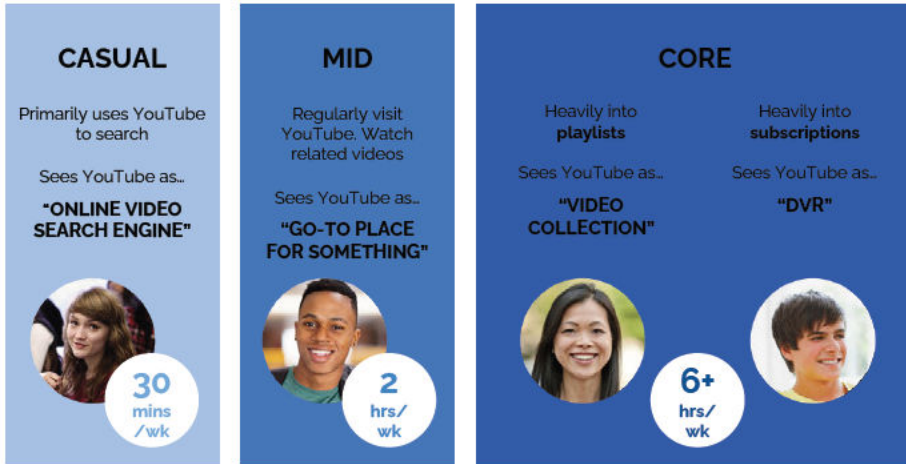 CASUAL
Primarily uses YouTube
to search
Sees YouTube as...
“ONLINE VIDEO
SEARCH ENGINE”
30
mins
/wk
MID
Regularly visit
YouTube. Watch
related videos
Sees YouTube as...
“GO-TO PLACE
FOR SOMETHING”
2
hrs/
wk
CORE
Heavily into
playlists
Sees YouTube as...
“VIDEO
COLLECTION”
Heavily into
subscriptions
Sees YouTube as...
“DVR”
6+
hrs/
wk